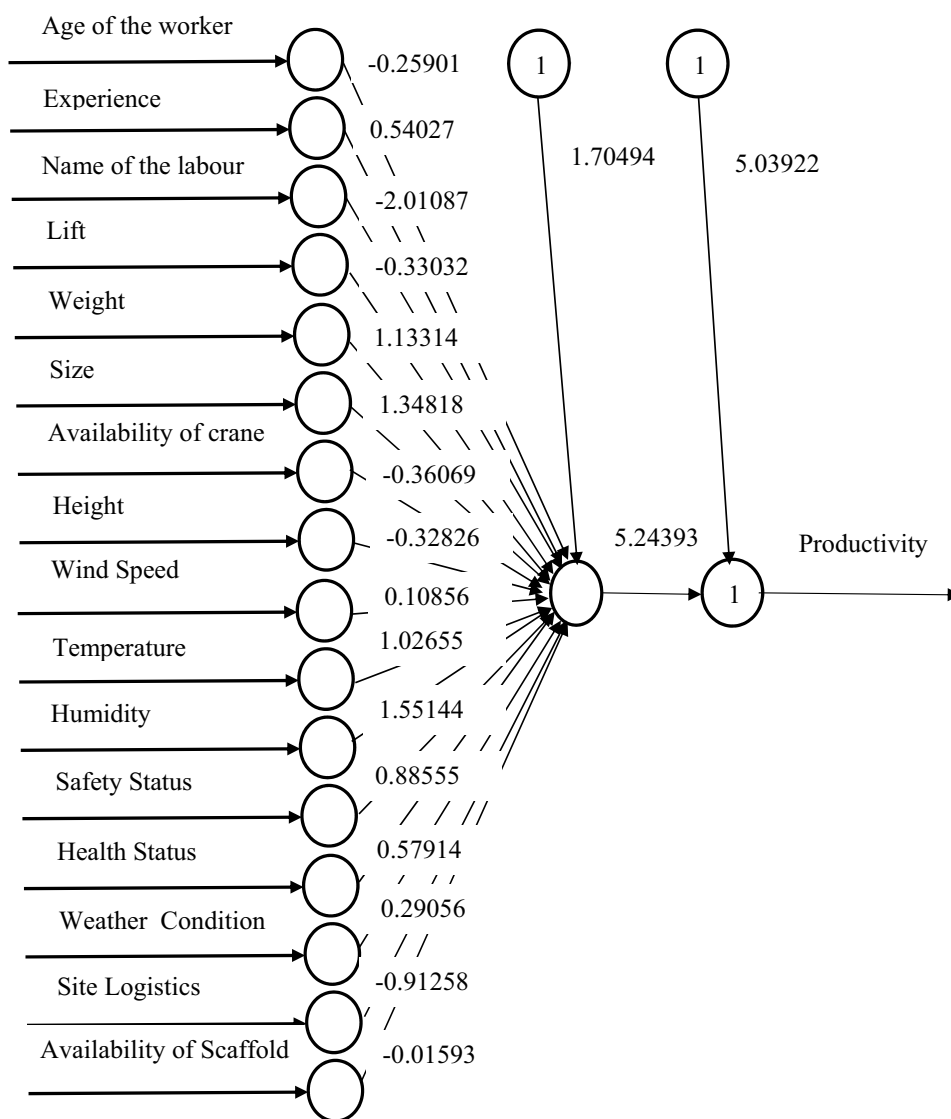 Age of the worker
-0.25901
1
1
Experience
0.54027
1.70494
5.03922
Name of the labour
-2.01087
Lift
-0.33032
Weight
1.13314
Size
1.34818
Availability of crane
-0.36069
Height
-0.32826
5.24393
Productivity
Wind Speed
0.10856
1
Temperature
1.02655
Humidity
1.55144
Safety Status
0.88555
Health Status
0.57914
Weather Condition
0.29056
Site Logistics
-0.91258
Availability of Scaffold
-0.01593